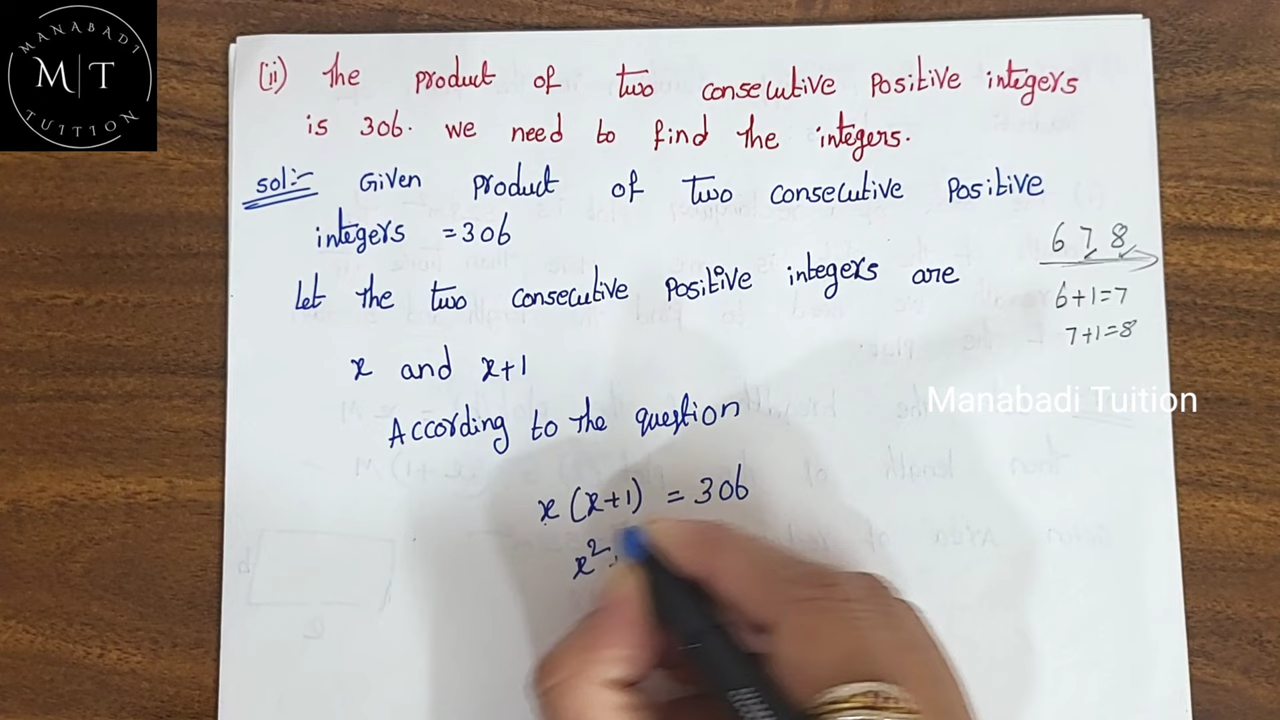 MANABADI
M|T
TUITION
(ii) The product of two consecutive positive integers
is 306. we need to find the integers.
Sol:- Given product of two consecutive positive
integers = 306
Let the two consecutive positive integers are
x and x+1
According to the question
x (x+1) = 306
x²
6 7 8
6+1=7
7+1=8
Manabadi Tuition